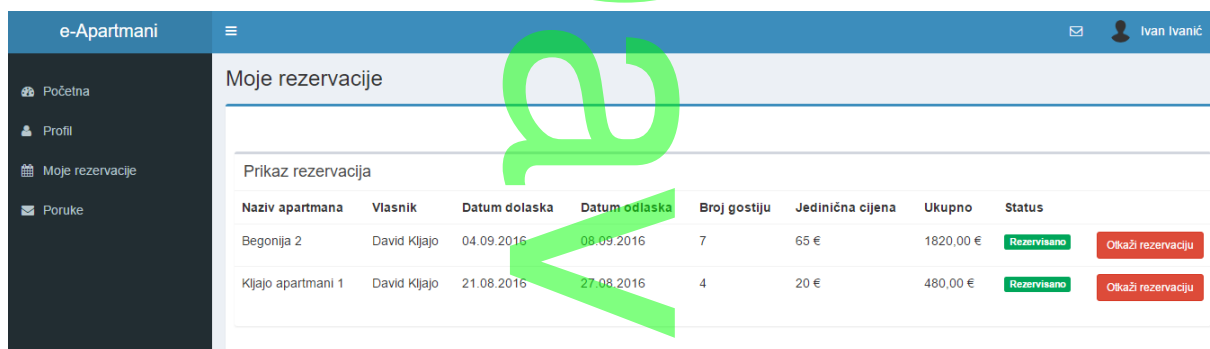 e-Apartmani
Ivan Ivanić
Moje rezervacije
Početna
Profil
Moje rezervacije
Poruke
Prikaz rezervacija
Naziv apartmana Vlasnik Datum dolaska Datum odlaska Broj gostiju Jedinična cijena Ukupno Status
Begonija 2 David Kljajo 04.09.2016 08.09.2016 7 65 € 1820,00 € Rezervisano Otkaži rezervaciju
Kljajo apartmani 1 David Kljajo 21.08.2016 27.08.2016 4 20 € 480,00 € Rezervisano Otkaži rezervaciju